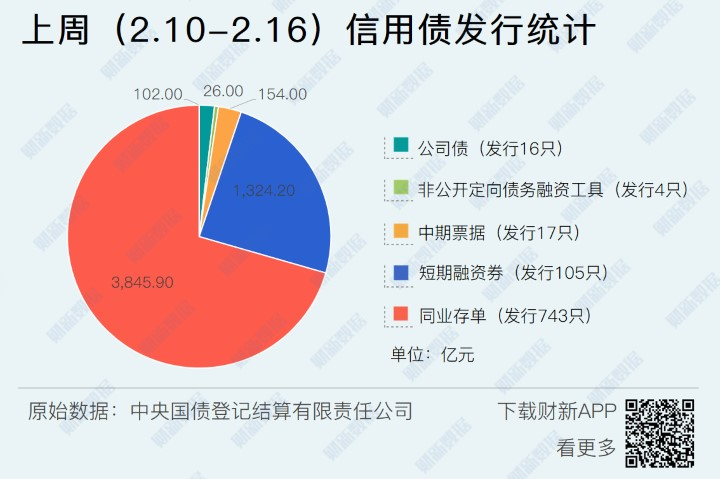 上周（2.10-2.16）信用债发行统计
102.00
26.00
154.00
1,324.20
3,845.90
公司债（发行16只）
非公开定向债务融资工具（发行4只）
中期票据（发行17只）
短期融资券（发行105只）
同业存单（发行743只）
单位：亿元
原始数据：中央国债登记结算有限责任公司
下载财新APP
看更多
财新数据